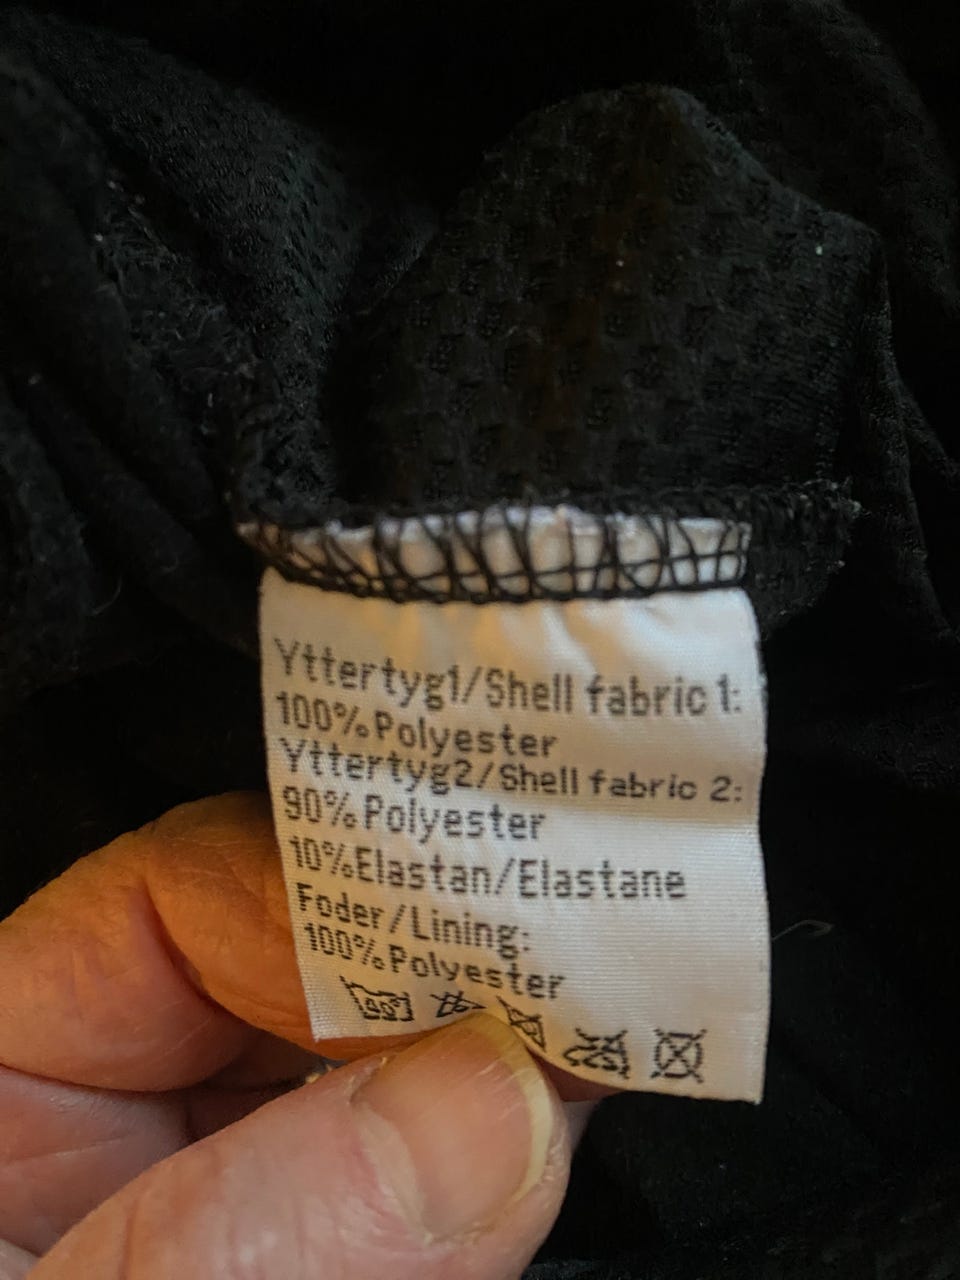 Yttertyg1/Shell fabric 1:
100%Polyester
Yttertyg2/Shell fabric 2:
90%Polyester
10%Elastan/Elastane
Foder/Lining:
100%Polyester